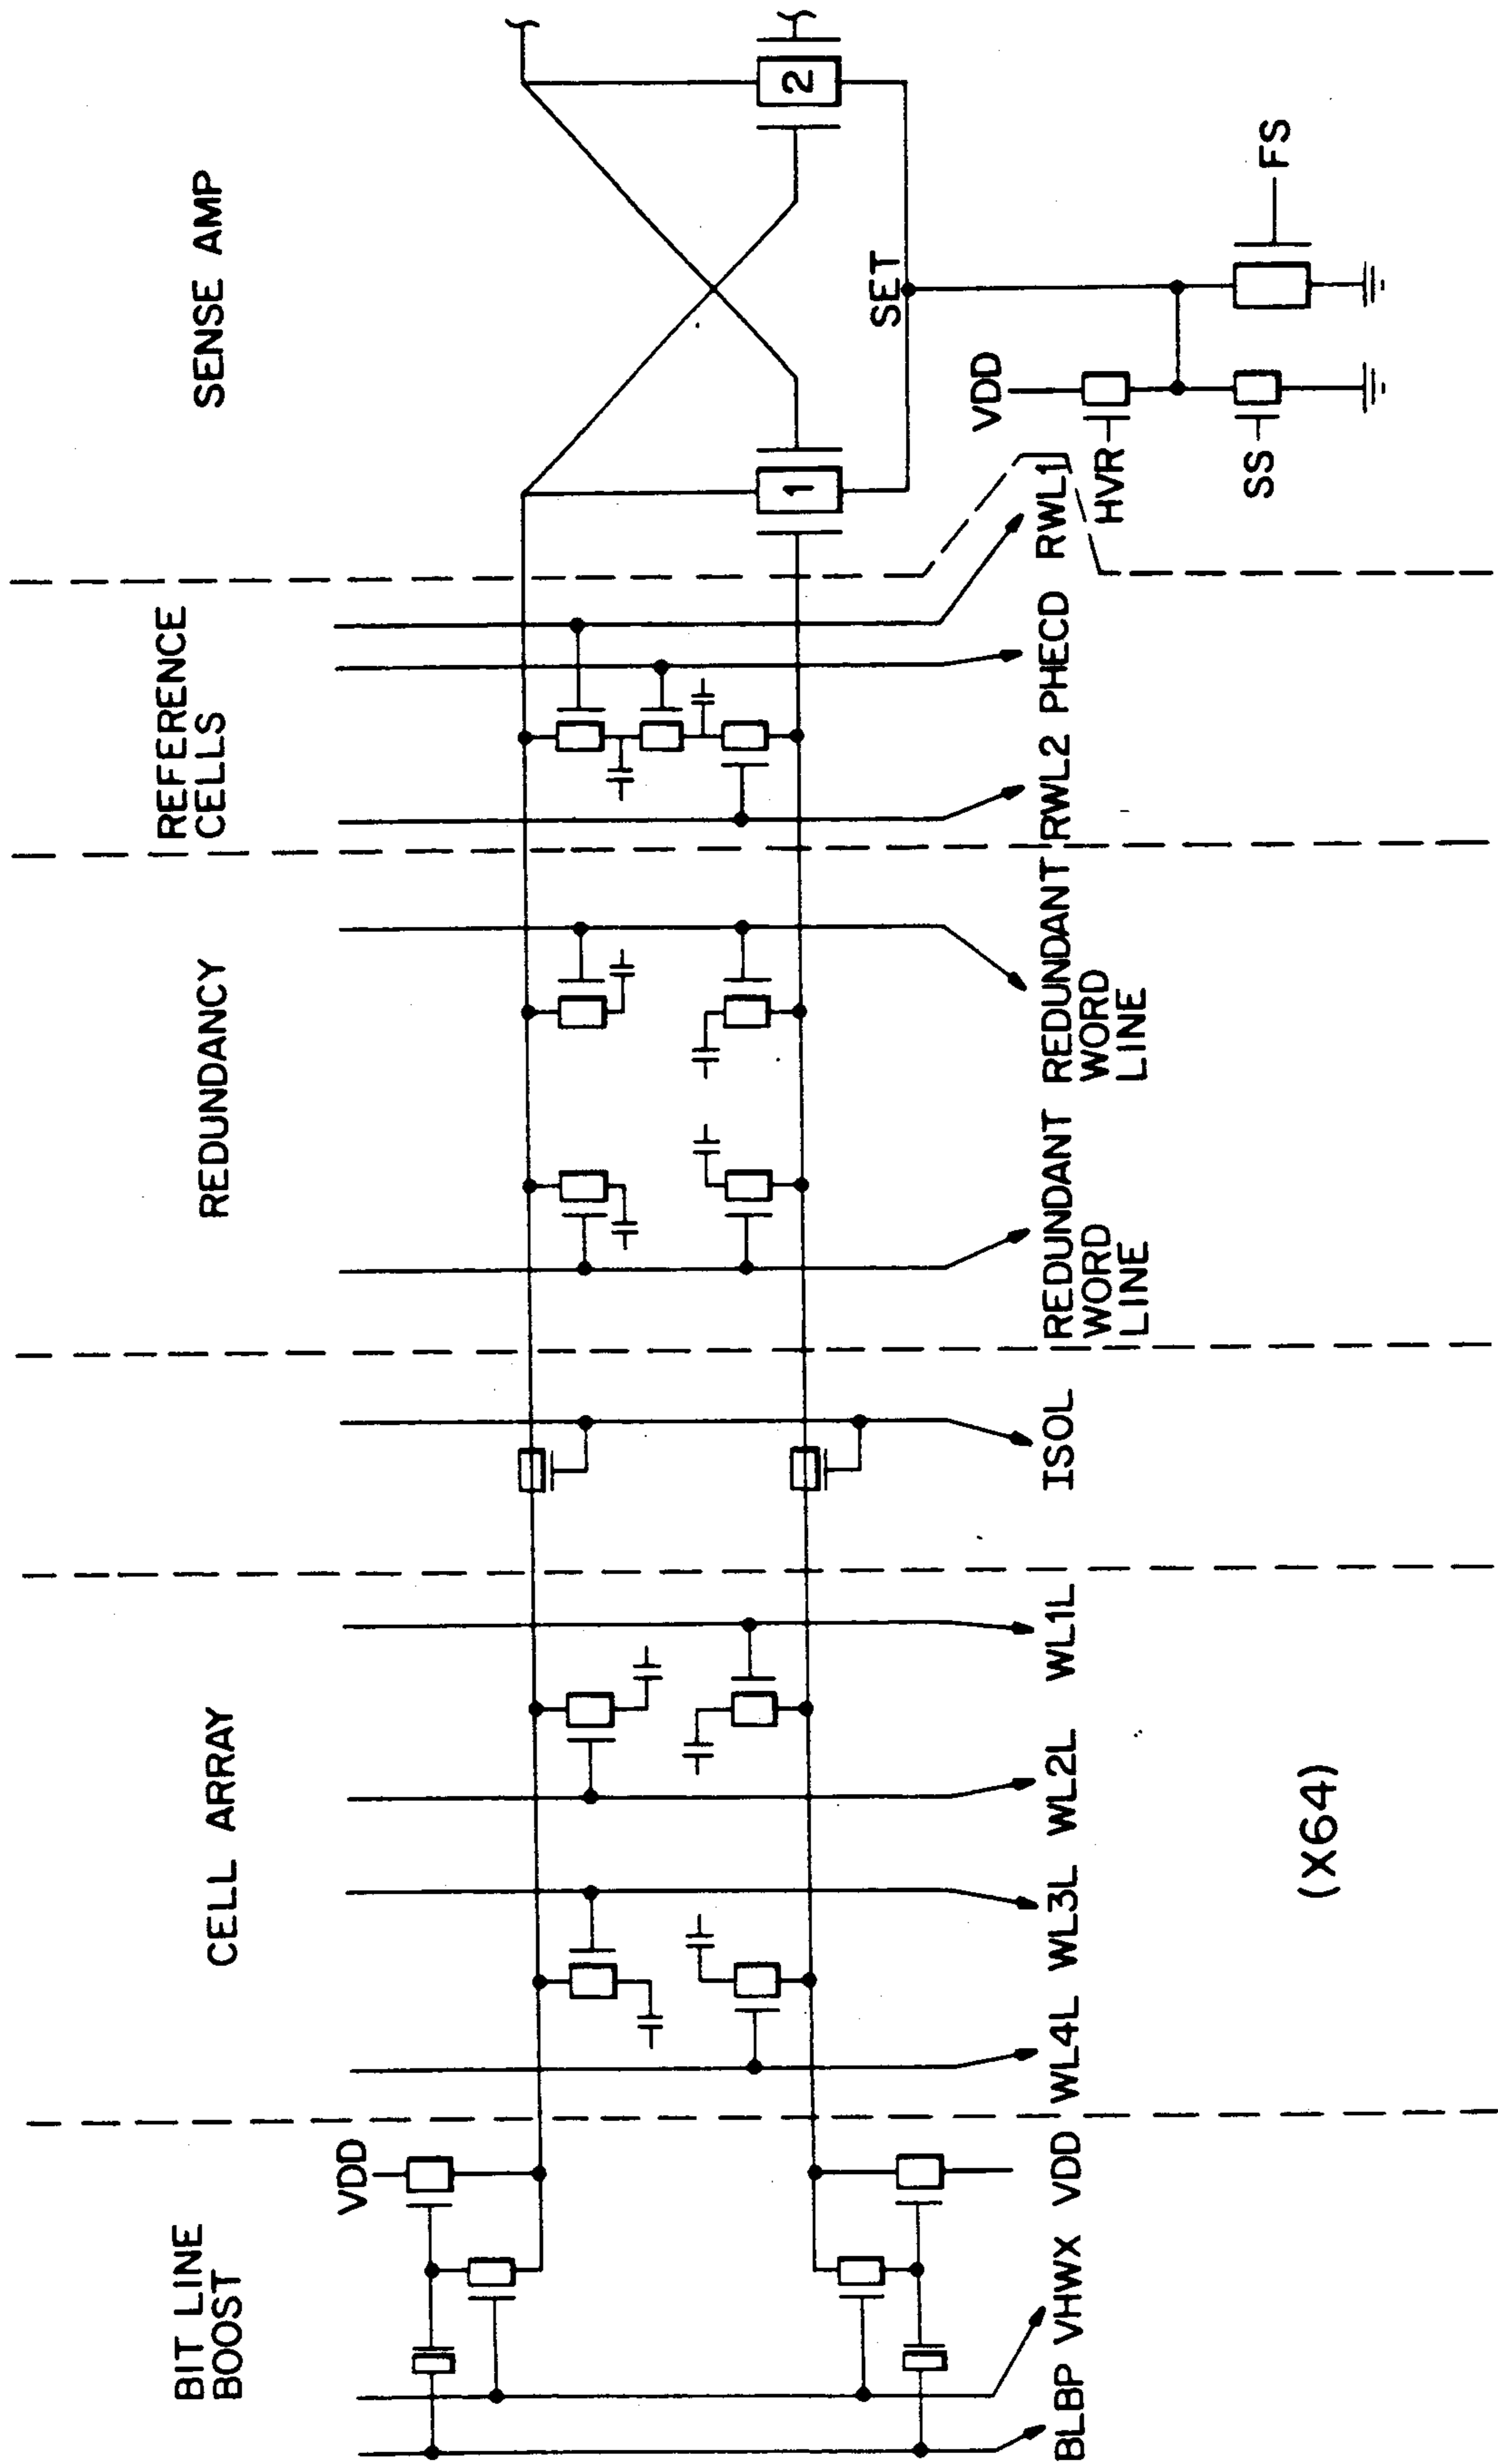 BIT LINE
BOOST
CELL ARRAY
REDUNDANCY
REFERENCE
CELLS
SENSE AMP
VDD
1
2
SET
VDD
HVR
SS
FS
BLBP
VHWX
VDD
WL4L
WL3L
WL2L
WL1L
ISOL
REDUNDANT
WORD
LINE
REDUNDANT
WORD
LINE
RWL2
PHECD
RWL1
(X64)